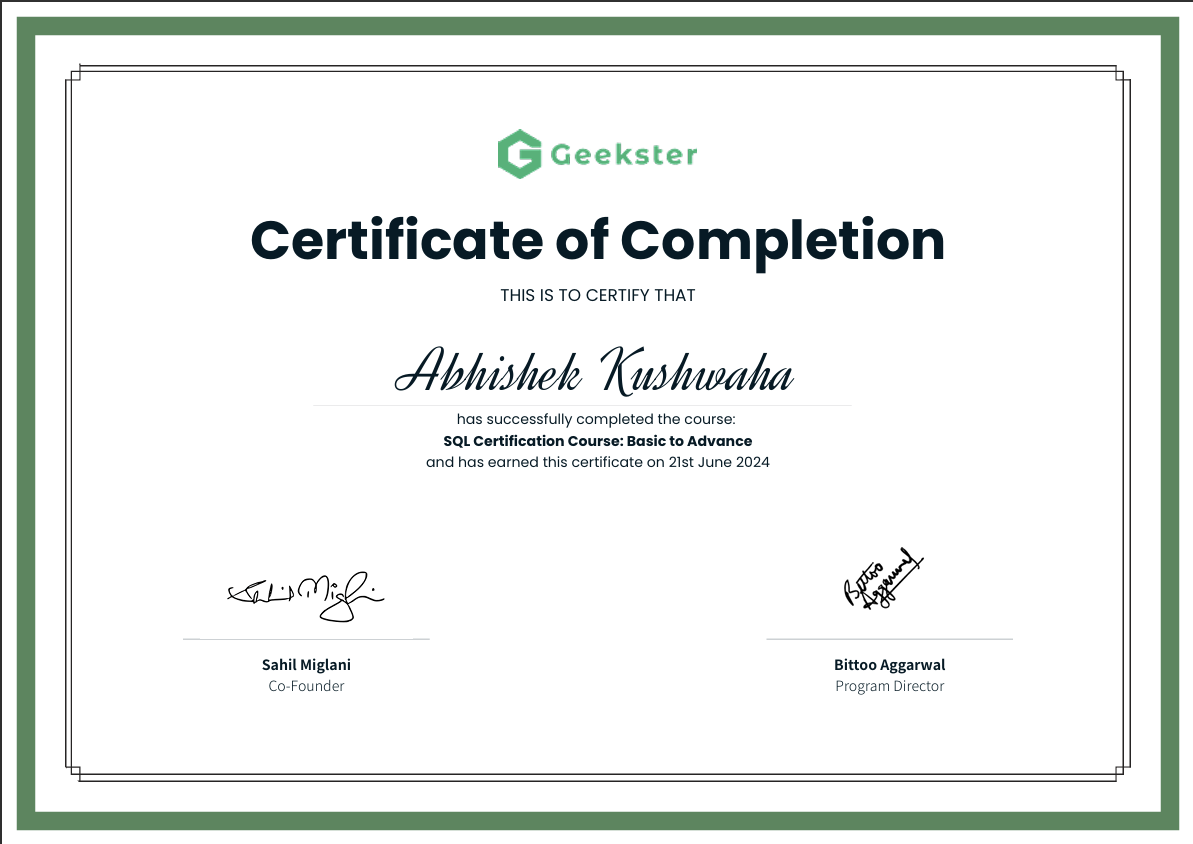 Geekster
Certificate of Completion
THIS IS TO CERTIFY THAT
Abhishek Kushwaha
has successfully completed the course:
SQL Certification Course: Basic to Advance
and has earned this certificate on 21st June 2024
Sahil Miglani
Bittoo
Aggarwal
Sahil Miglani
Co-Founder
Bittoo Aggarwal
Program Director